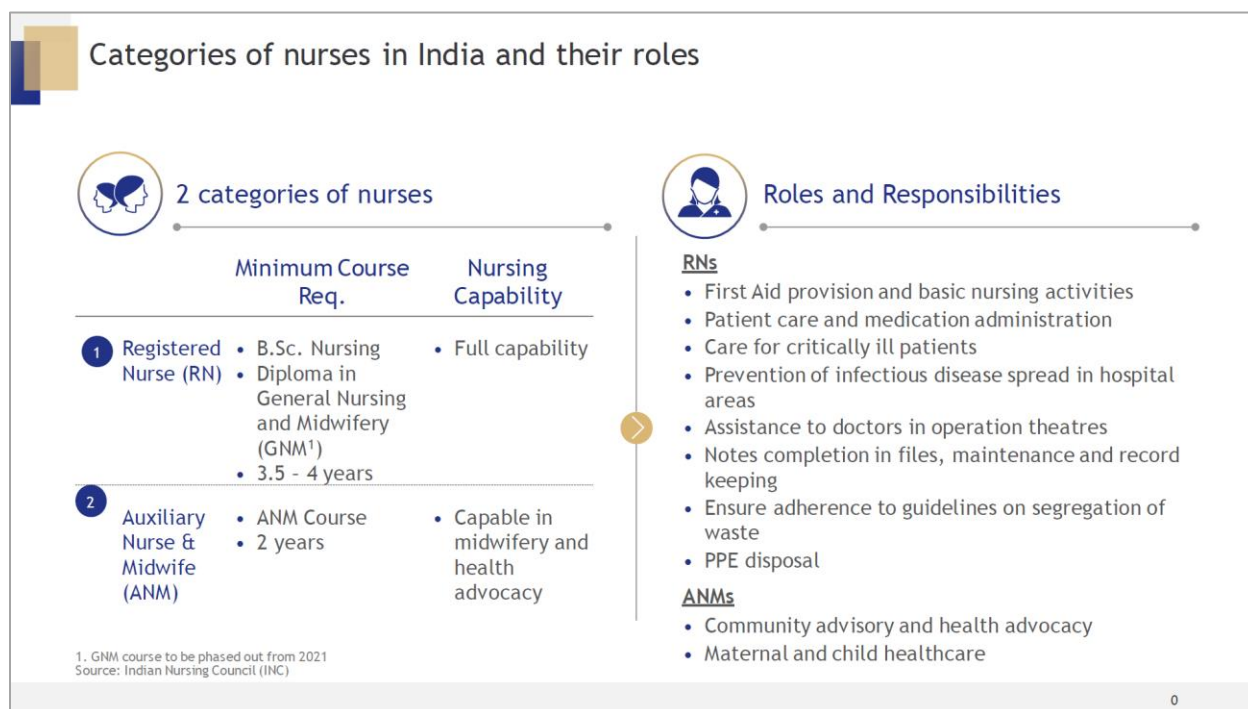 Categories of nurses in India and their roles
2 categories of nurses
Minimum Course
Req.
Nursing
Capability
1
Registered
Nurse (RN)
• B.Sc. Nursing
• Diploma in
General Nursing
and Midwifery
(GNM¹)
• 3.5 – 4 years
• Full capability
2
Auxiliary
Nurse &
Midwife
(ANM)
• ANM Course
• 2 years
• Capable in
midwifery and
health
advocacy
1. GNM course to be phased out from 2021
Source: Indian Nursing Council (INC)
Roles and Responsibilities
RNs
• First Aid provision and basic nursing activities
• Patient care and medication administration
• Care for critically ill patients
• Prevention of infectious disease spread in hospital
areas
• Assistance to doctors in operation theatres
• Notes completion in files, maintenance and record
keeping
• Ensure adherence to guidelines on segregation of
waste
• PPE disposal
ANMs
• Community advisory and health advocacy
• Maternal and child healthcare
0